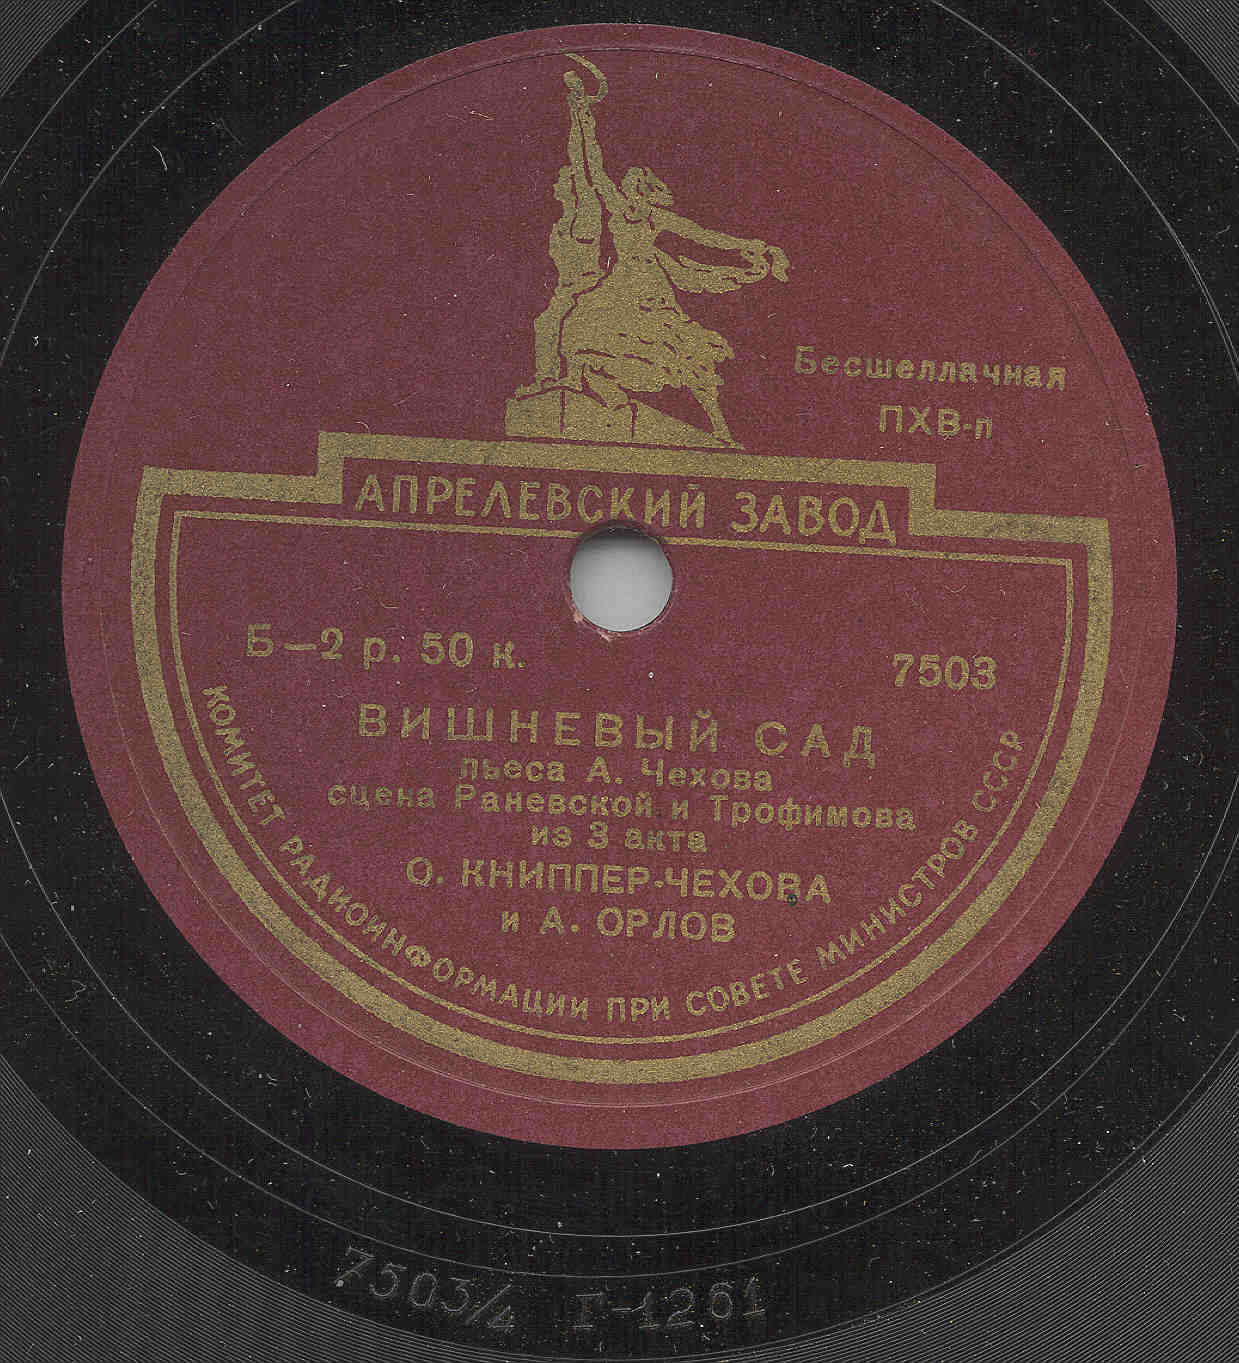 Бесшеллачная
ПХВ-п
АПРЕЛЕВСКИЙ ЗАВОД
Б–2 р. 50 к.
7503
ВИШНЕВЫЙ САД
пьеса А. Чехова
сцена Раневской и Трофимова
из 3 акта
О. КНИППЕР-ЧЕХОВА
и А. ОРЛОВ
КОМИТЕТ РАДИОИНФОРМАЦИИ ПРИ СОВЕТЕ МИНИСТРОВ СССР
7503/4 Г-1261